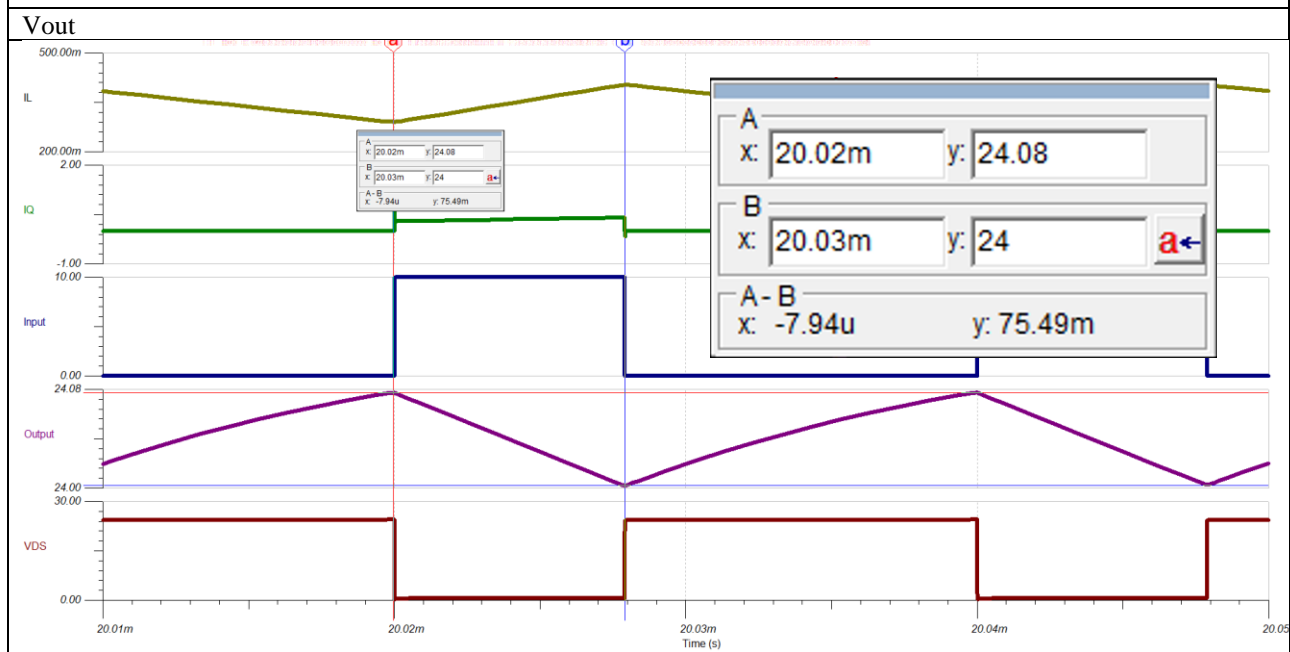 Vout
a b
500.00m
IL
200.00m
2.00
IQ
-1.00
10.00
Input
0.00
24.08
Output
24.00
30.00
VDS
0.00
20.01m 20.02m 20.03m 20.04m 20.05
Time (s)
A
x: 20.02m y: 24.08
B
x: 20.03m y: 24 a←
A - B
x: -7.94u y: 75.49m
A
x: 20.02m y: 24.08
B
x: 20.03m y: 24 a←
A - B
x: -7.94u y: 75.49m